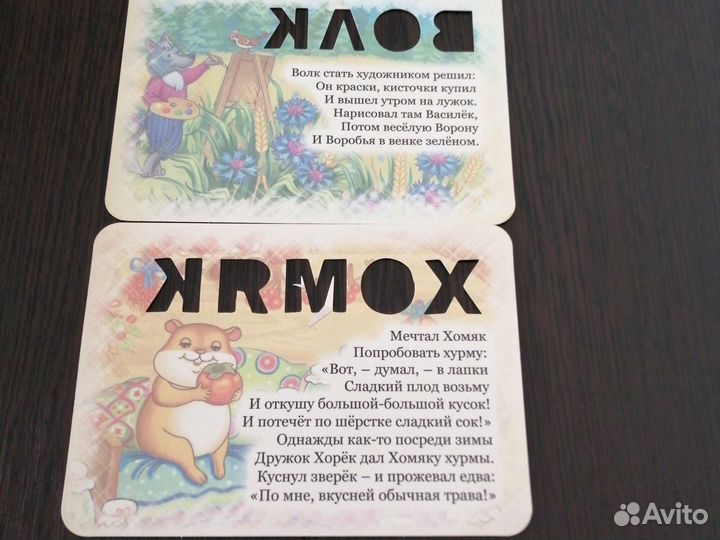 ВОЛК
Волк стать художником решил:
Он краски, кисточки купил
И вышел утром на лужок.
Нарисовал там Василёк,
Потом весёлую Ворону
И Воробья в венке зелёном.
ХОМЯК
Мечтал Хомяк
Попробовать хурму:
«Вот, – думал, – в лапки
Сладкий плод возьму
И откушу большой-большой кусок!
И потечёт по шёрстке сладкий сок!»
Однажды как-то посреди зимы
Дружок Хорёк дал Хомяку хурмы.
Куснул зверёк – и прожевал едва:
«По мне, вкусней обычная трава!»
Avito